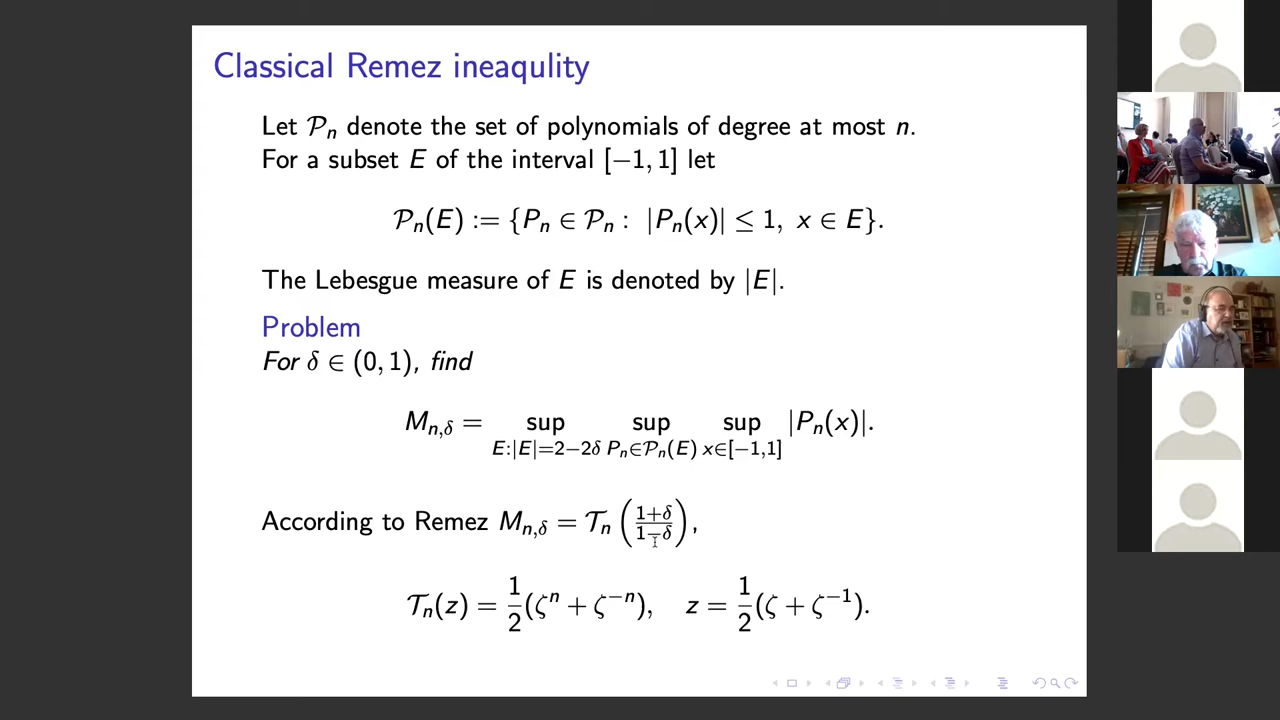 Classical Remez ineaqulity
Let 𝒫ₙ denote the set of polynomials of degree at most n.
For a subset E of the interval [−1, 1] let
𝒫ₙ(E) := {Pₙ ∈ 𝒫ₙ : |Pₙ(x)| ≤ 1, x ∈ E}.
The Lebesgue measure of E is denoted by |E|.
Problem
For δ ∈ (0, 1), find
M_{n,δ} = sup_{E:|E|=2−2δ} sup_{Pₙ∈𝒫ₙ(E)} sup_{x∈[−1,1]} |Pₙ(x)|.
According to Remez M_{n,δ} = 𝒯ₙ((1+δ)/(1−δ)),
𝒯ₙ(z) = 1/2(ζⁿ + ζ⁻ⁿ), z = 1/2(ζ + ζ⁻¹).